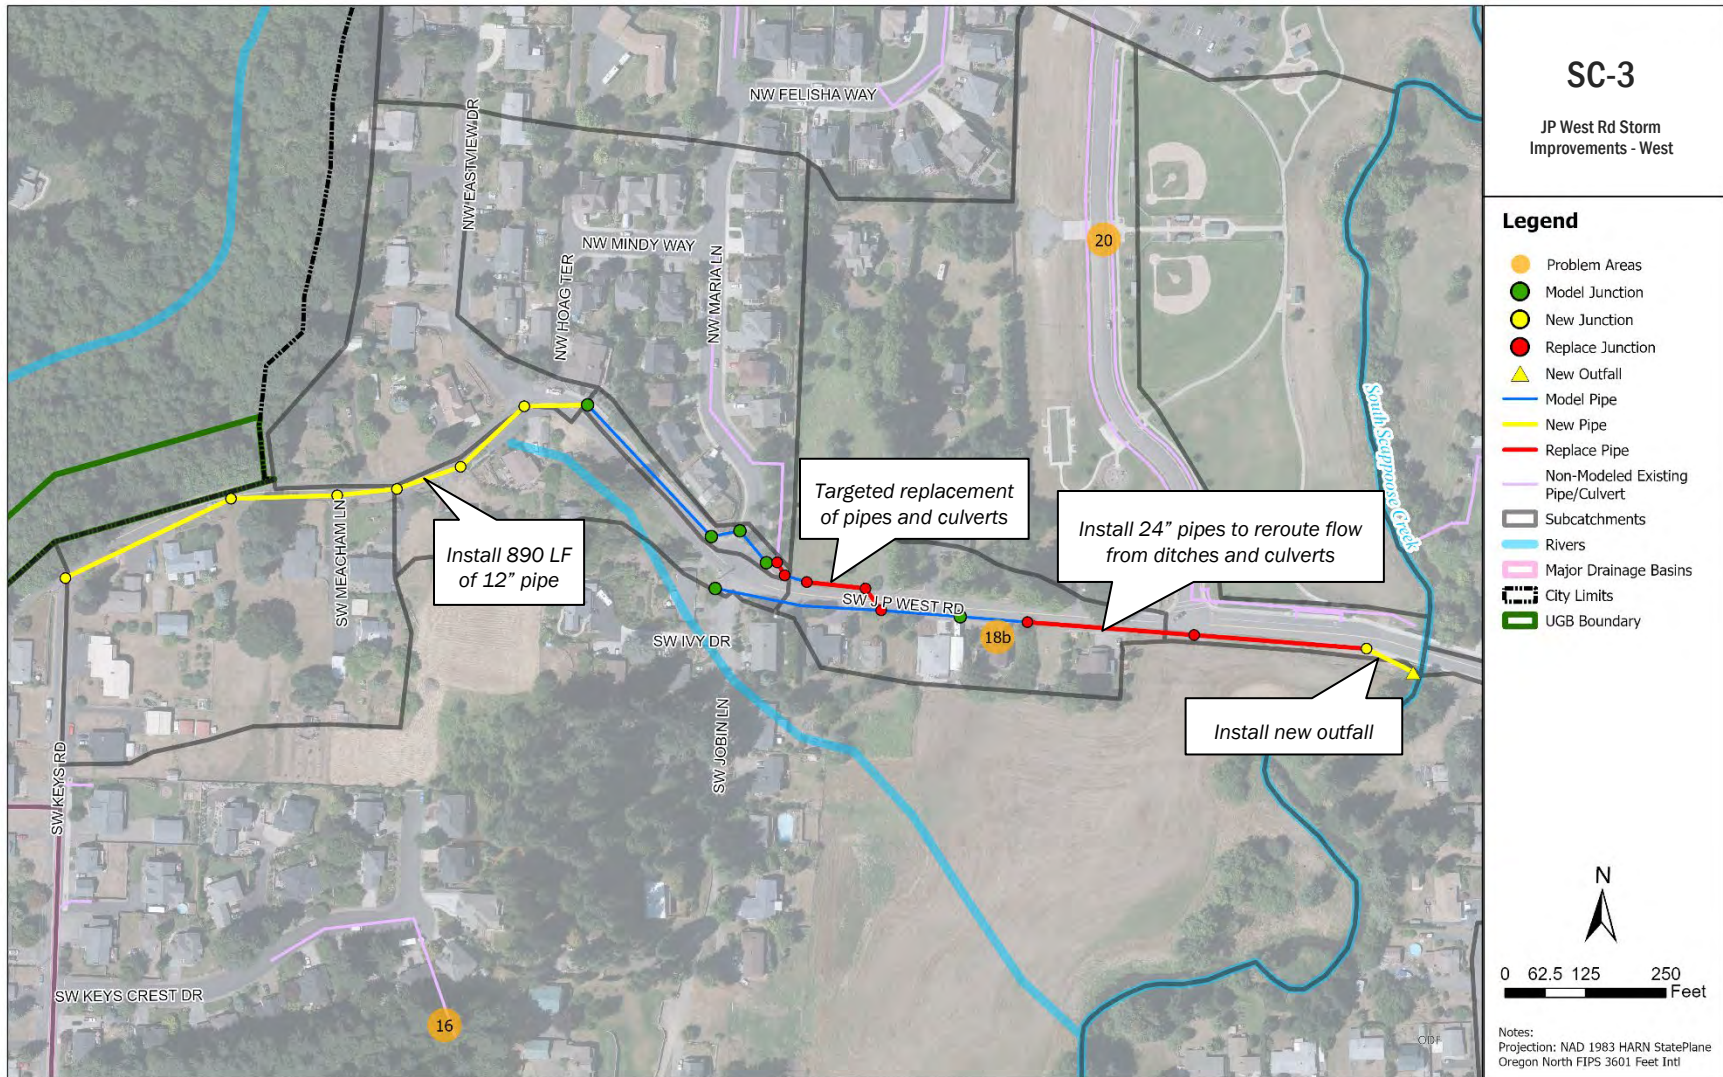 SC-3
JP West Rd Storm
Improvements - West
Legend
Problem Areas
Model Junction
New Junction
Replace Junction
New Outfall
Model Pipe
New Pipe
Replace Pipe
Non-Modeled Existing
Pipe/Culvert
Subcatchments
Rivers
Major Drainage Basins
City Limits
UGB Boundary
N
0 62.5 125 250
Feet
Notes:
Projection: NAD 1983 HARN StatePlane
Oregon North FIPS 3601 Feet Intl
NW FELISHA WAY
NW EASTVIEW DR
NW MINDY WAY
NW HOAG TER
NW MARIA LN
20
South Scappoose Creek
Targeted replacement
of pipes and culverts
Install 24” pipes to reroute flow
from ditches and culverts
Install 890 LF
of 12” pipe
SW MEACHAM LN
SW J P WEST RD
18b
SW IVY DR
SW JOBIN LN
Install new outfall
SW KEYS RD
SW KEYS CREST DR
16
ODF